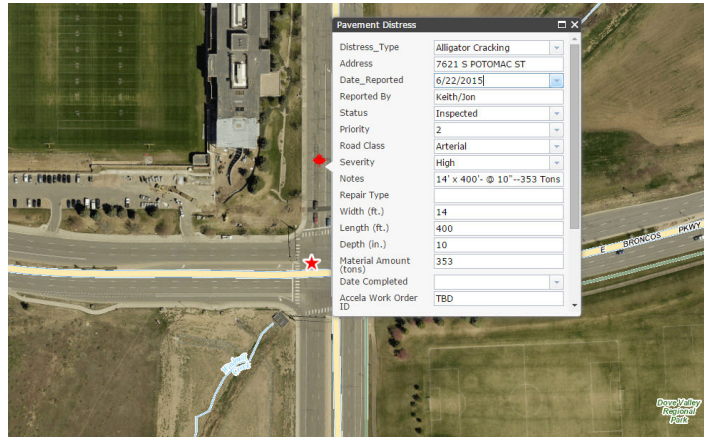 Pavement Distress
Distress_Type Alligator Cracking
Address 7621 S POTOMAC ST
Date_Reported 6/22/2015
Reported By Keith/Jon
Status Inspected
Priority 2
Road Class Arterial
Severity High
Notes 14' x 400'- @ 10"--353 Tons
Repair Type
Width (ft.) 14
Length (ft.) 400
Depth (in.) 10
Material Amount
(tons) 353
Date Completed
Accela Work Order
ID TBD
E BRONCOS PKWY
Dove Valley
Regional
Park